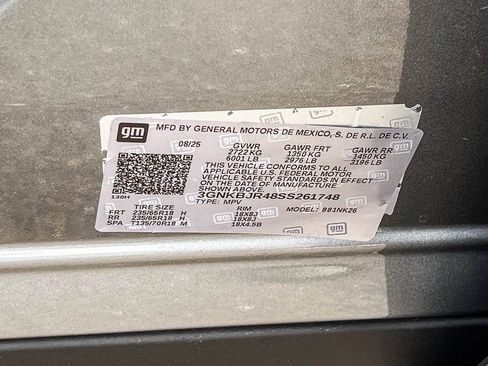 gm MFD BY GENERAL MOTORS DE MEXICO, S. DE R.L. DE C.V.
08/25 GVWR GAWR FRT GAWR RR
2722 KG 1350 KG 1450 KG
6001 LB 2976 LB 3196 LB
THIS VEHICLE CONFORMS TO ALL
APPLICABLE U.S. FEDERAL MOTOR
VEHICLE SAFETY STANDARDS IN EFFECT
ON THE DATE OF MANUFACTURE
SHOWN ABOVE.
130H 3GNKBJR48SS261748
TYPE: MPV MODEL: 881NK26
TIRE SIZE RIM
FRT 235/65R18 H 18X8J
RR 235/65R18 H 18X8J
SPA T135/70R18 M 18X4.5B